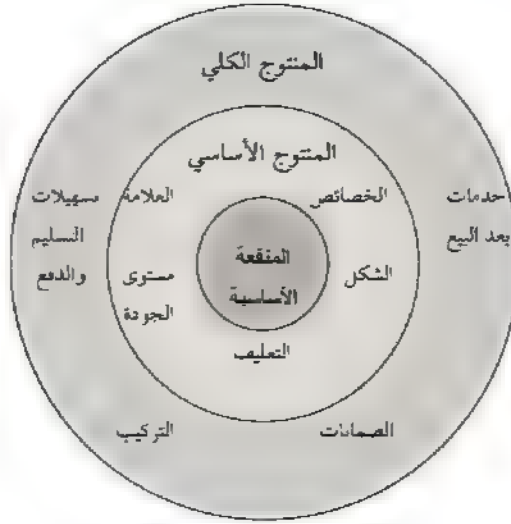 المنتوج الكلي
المنتوج الأساسي
الخصائص
العلامة
خدمات
بعد البيع
تسهيلات
التسليم
والدفع
المنفعة
الأساسية
الشكل
مستوى
الجودة
التغليف
الضمانات
التركيب